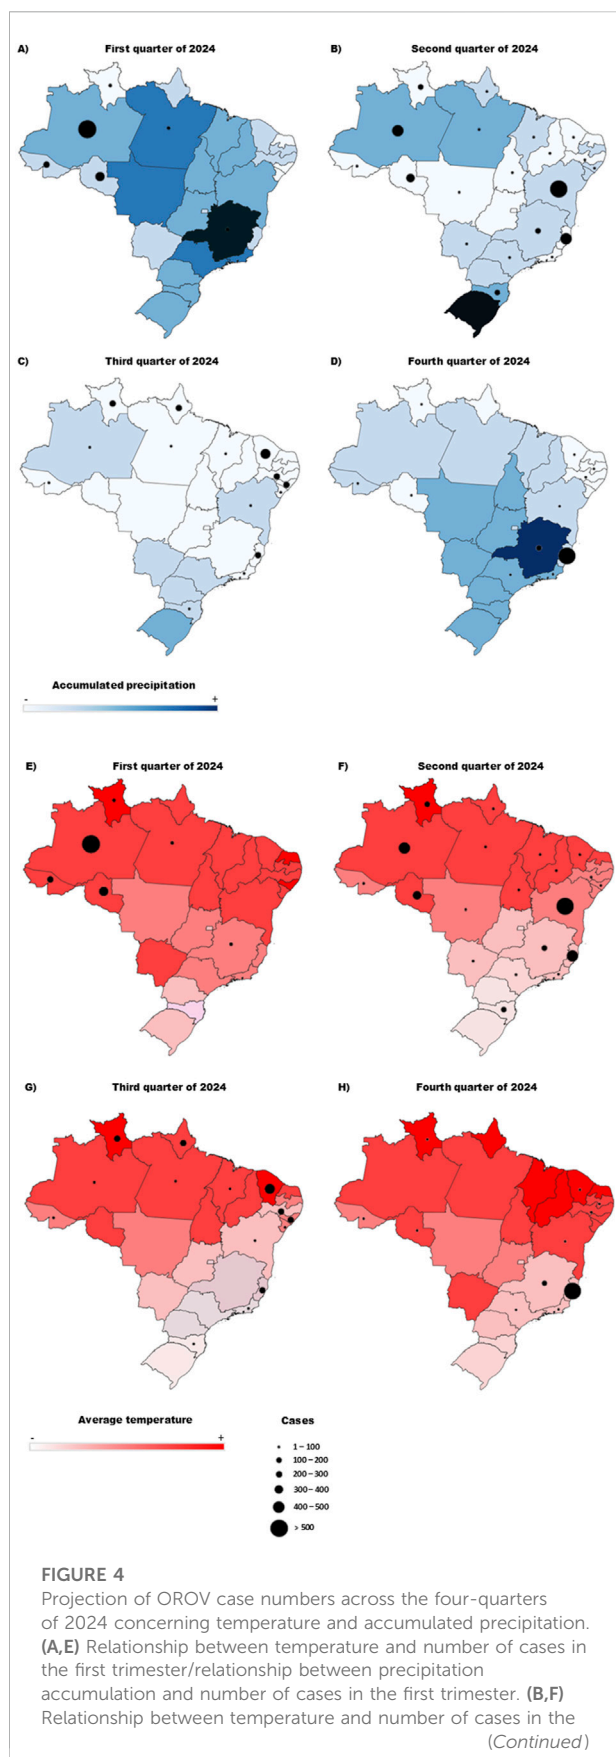 A) First quarter of 2024
B) Second quarter of 2024
C) Third quarter of 2024
D) Fourth quarter of 2024
Accumulated precipitation
- +
E) First quarter of 2024
F) Second quarter of 2024
G) Third quarter of 2024
H) Fourth quarter of 2024
Average temperature
- +
Cases
1 – 100
100 – 200
200 – 300
300 – 400
400 – 500
> 500
FIGURE 4
Projection of OROV case numbers across the four-quarters
of 2024 concerning temperature and accumulated precipitation.
(A,E) Relationship between temperature and number of cases in
the first trimester/relationship between precipitation
accumulation and number of cases in the first trimester. (B,F)
Relationship between temperature and number of cases in the
(Continued)